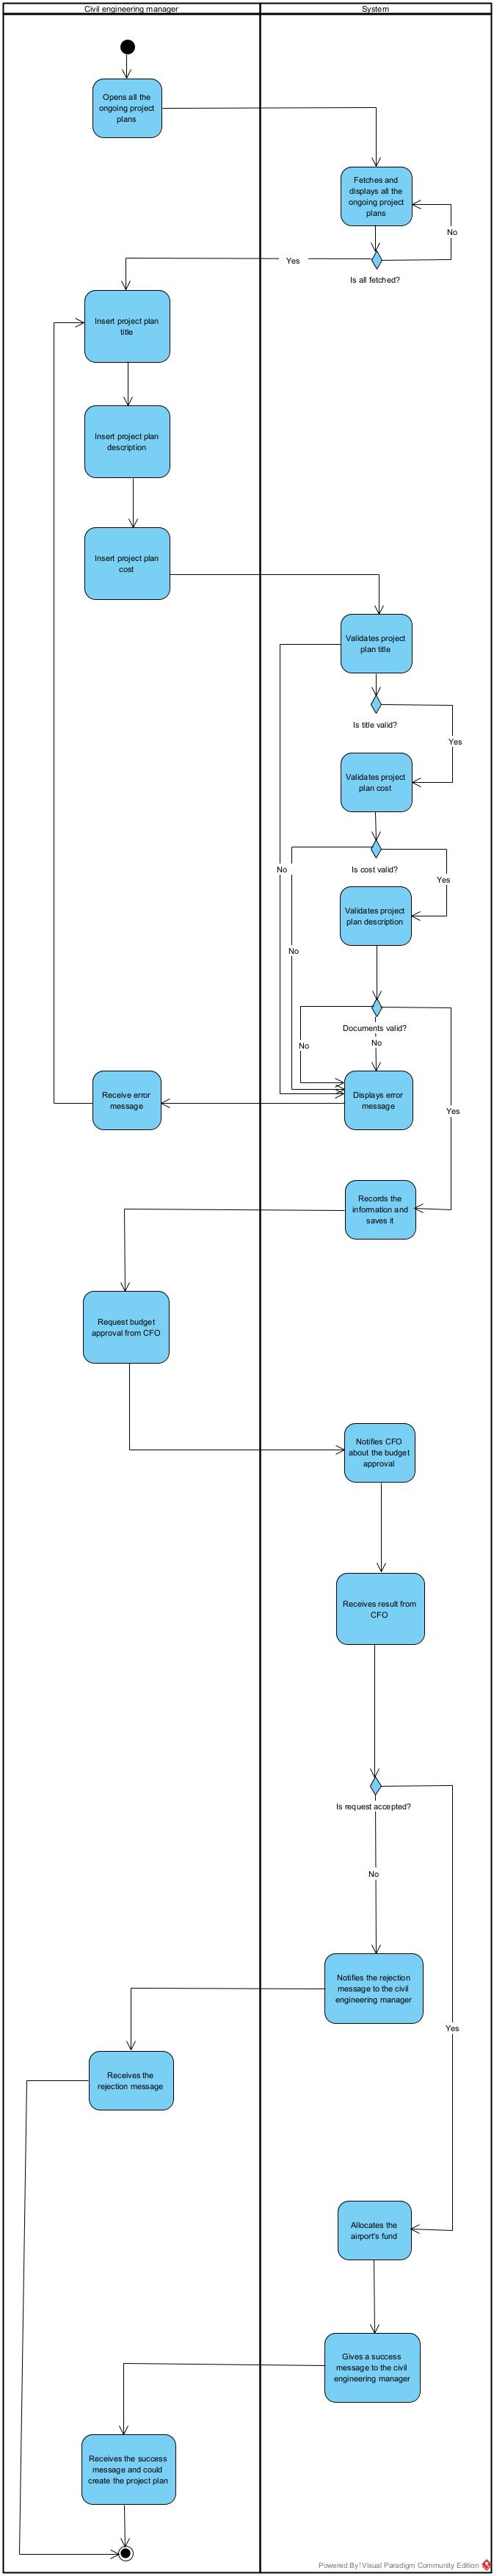 Civil engineering manager
System
Opens all the
ongoing project
plans
Fetches and
displays all the
ongoing project
plans
No
Yes
Is all fetched?
Insert project plan
title
Insert project plan
description
Insert project plan
cost
Validates project
plan title
Is title valid?
Yes
Validates project
plan cost
Is cost valid?
No
Yes
Validates project
plan description
No
Documents valid?
No
No
Receive error
message
Displays error
message
Yes
Records the
information and
saves it
Request budget
approval from CFO
Notifies CFO
about the budget
approval
Receives result from
CFO
Is request accepted?
No
Notifies the rejection
message to the civil
engineering manager
Yes
Receives the
rejection message
Allocates the
airport's fund
Gives a success
message to the civil
engineering manager
Receives the success
message and could
create the project plan
Powered By Visual Paradigm Community Edition